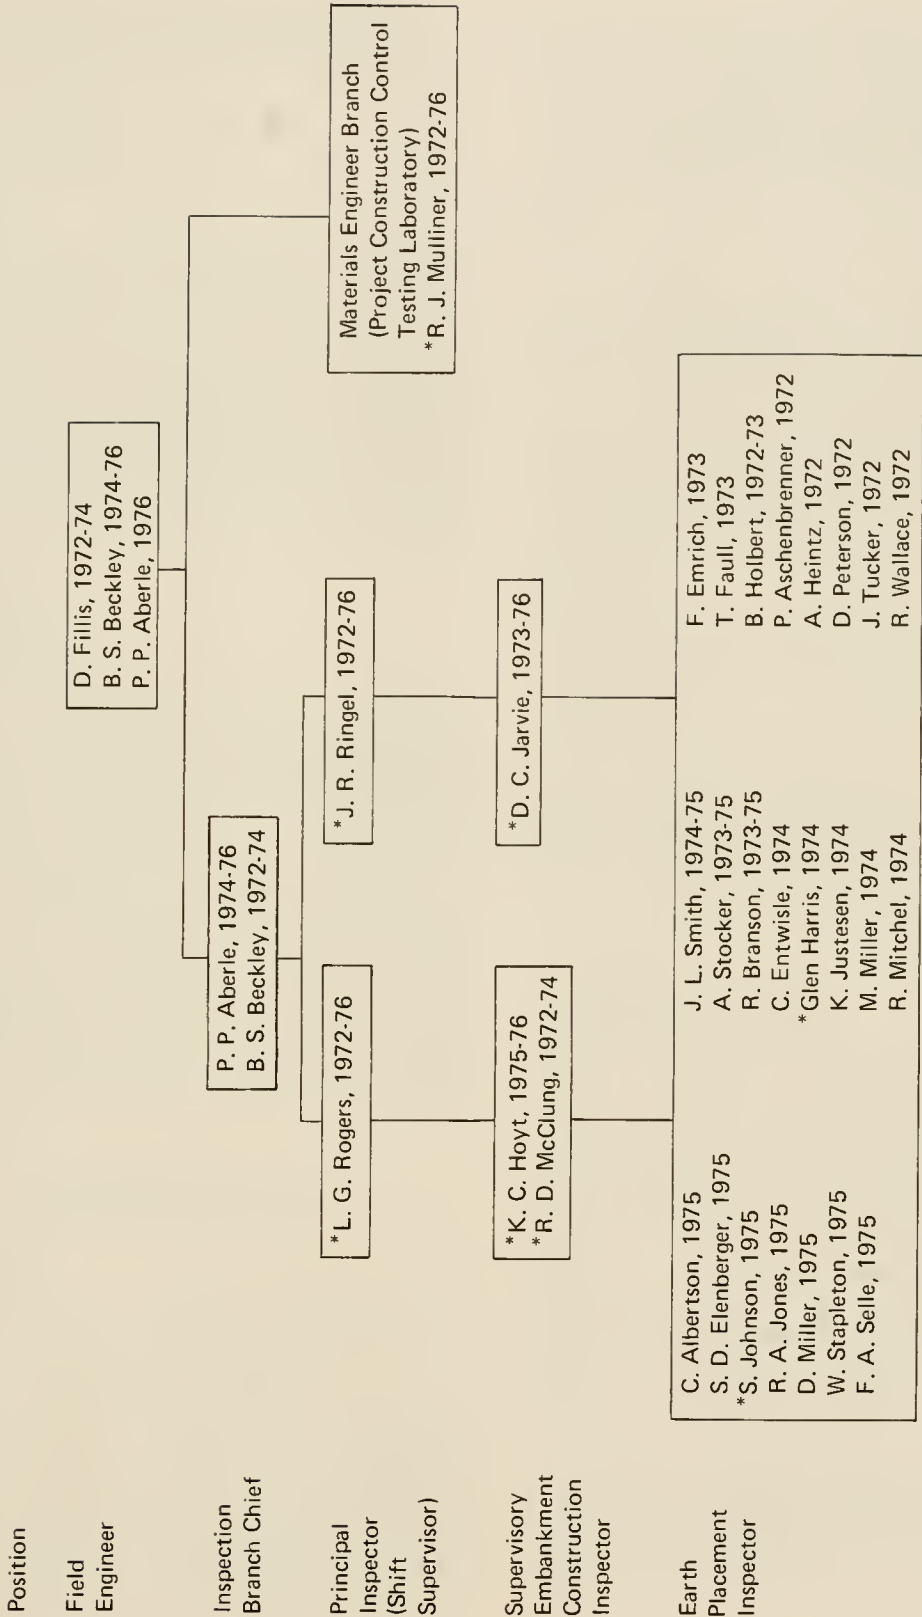 Position
Field
Engineer
D. Fillis, 1972-74
B. S. Beckley, 1974-76
P. P. Aberle, 1976
Inspection
Branch Chief
P. P. Aberle, 1974-76
B. S. Beckley, 1972-74
Principal
Inspector
(Shift
Supervisor)
*L. G. Rogers, 1972-76
*J. R. Ringel, 1972-76
Materials Engineer Branch
(Project Construction Control
Testing Laboratory)
*R. J. Mulliner, 1972-76
Supervisory
Embankment
Construction
Inspector
*K. C. Hoyt, 1975-76
*R. D. McClung, 1972-74
*D. C. Jarvie, 1973-76
Earth
Placement
Inspector
C. Albertson, 1975
S. D. Elenberger, 1975
*S. Johnson, 1975
R. A. Jones, 1975
D. Miller, 1975
W. Stapleton, 1975
F. A. Selle, 1975
J. L. Smith, 1974-75
A. Stocker, 1973-75
R. Branson, 1973-75
C. Entwisle, 1974
*Glen Harris, 1974
K. Justesen, 1974
M. Miller, 1974
R. Mitchel, 1974
F. Emrich, 1973
T. Faull, 1973
B. Holbert, 1972-73
P. Aschenbrenner, 1972
A. Heintz, 1972
D. Peterson, 1972
J. Tucker, 1972
R. Wallace, 1972